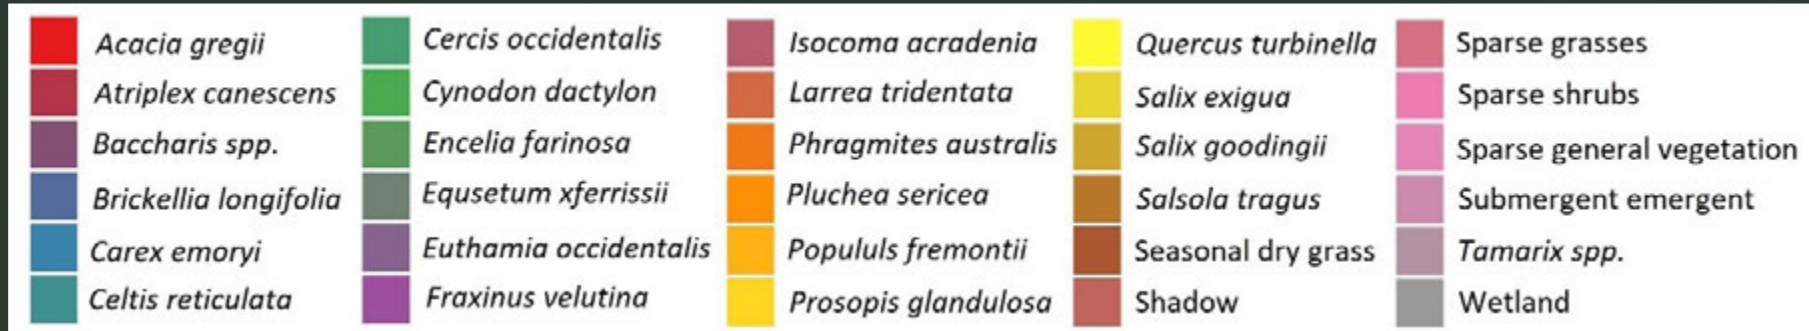 Acacia gregii
Atriplex canescens
Baccharis spp.
Brickellia longifolia
Carex emoryi
Celtis reticulata
Cercis occidentalis
Cynodon dactylon
Encelia farinosa
Equsetum xferrissii
Euthamia occidentalis
Fraxinus velutina
Isocoma acradenia
Larrea tridentata
Phragmites australis
Pluchea sericea
Popululs fremontii
Prosopis glandulosa
Quercus turbinella
Salix exigua
Salix goodingii
Salsola tragus
Seasonal dry grass
Shadow
Sparse grasses
Sparse shrubs
Sparse general vegetation
Submergent emergent
Tamarix spp.
Wetland